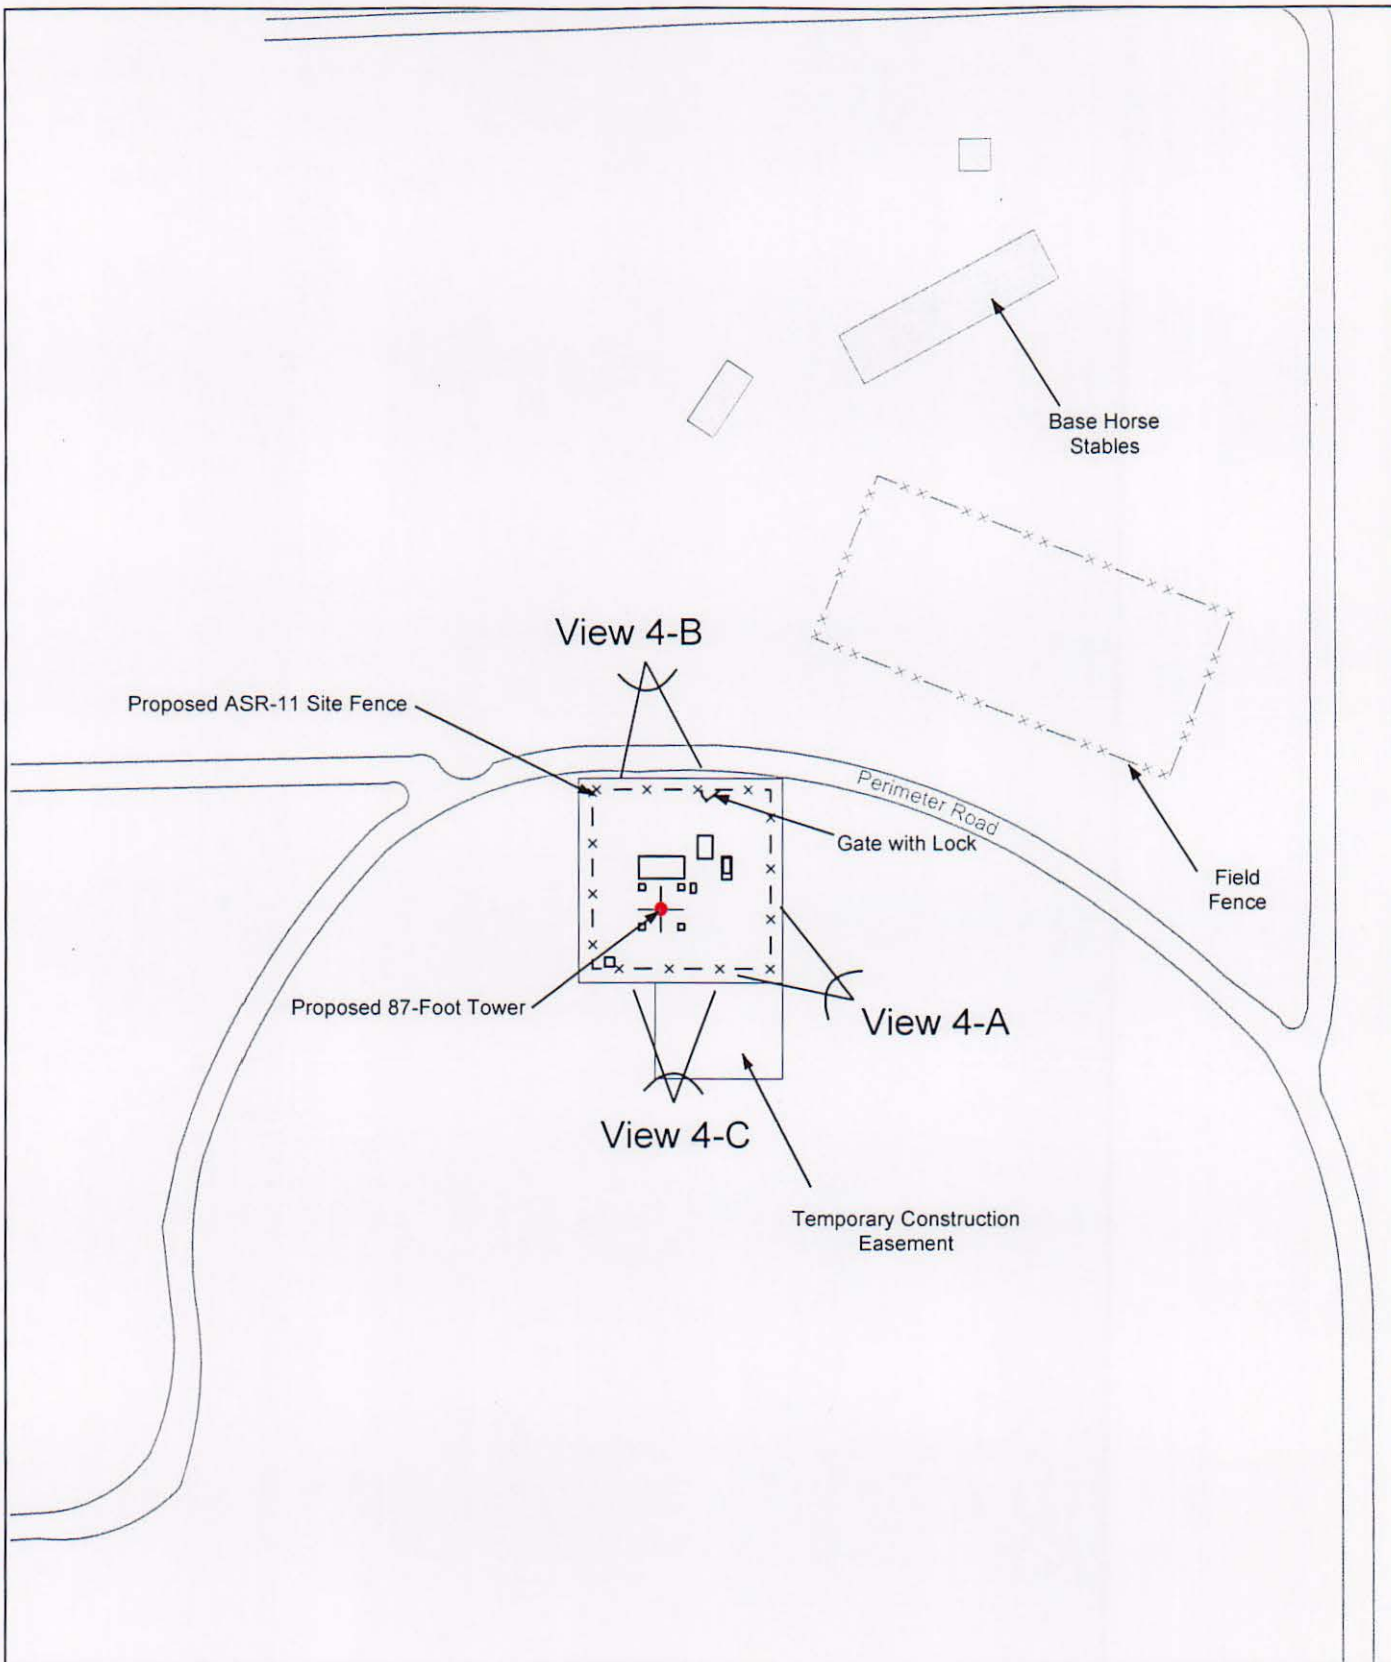 Base Horse
Stables
View 4-B
Proposed ASR-11 Site Fence
Perimeter Road
Gate with Lock
Field
Fence
Proposed 87-Foot Tower
View 4-A
View 4-C
Temporary Construction
Easement